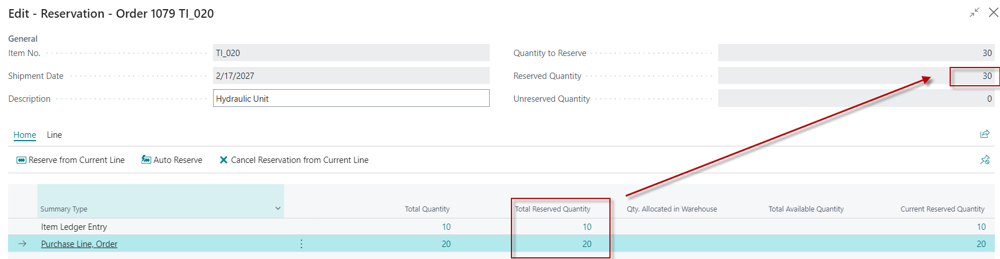 Edit - Reservation - Order 1079 TI_020
General
Item No. TI_020 Quantity to Reserve 30
Shipment Date 2/17/2027 Reserved Quantity 30
Description Hydraulic Unit Unreserved Quantity 0
Home Line
Reserve from Current Line Auto Reserve Cancel Reservation from Current Line
Summary Type Total Quantity Total Reserved Quantity Qty. Allocated in Warehouse Total Available Quantity Current Reserved Quantity
Item Ledger Entry 10 10 10
Purchase Line, Order 20 20 20